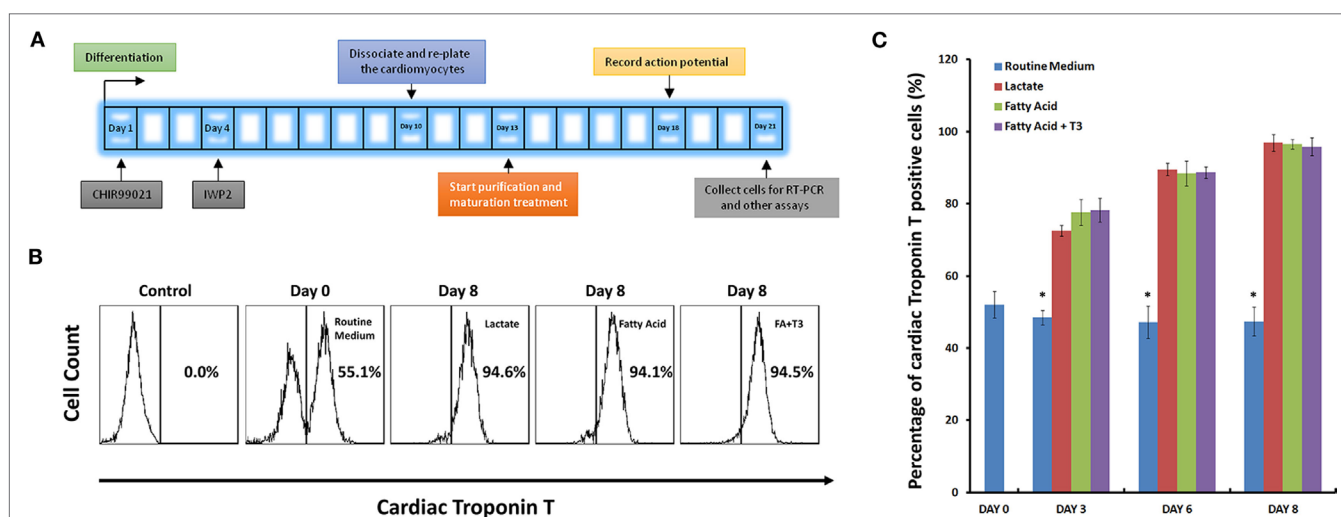 A
Differentiation
Dissociate and re-plate
the cardiomyocytes
Record action potential
Day 1
Day 4
Day 10
Day 13
Day 18
Day 21
CHIR99021
IWP2
Start purification and
maturation treatment
Collect cells for RT-PCR
and other assays
B
Control
Day 0
Day 8
Day 8
Day 8
Cell Count
0.0%
Routine
Medium
55.1%
Lactate
94.6%
Fatty Acid
94.1%
FA+T3
94.5%
Cardiac Troponin T
C
Percentage of cardiac Troponin T positive cells (%)
Routine Medium
Lactate
Fatty Acid
Fatty Acid + T3
120
100
80
60
40
20
0
*
*
*
DAY 0
DAY 3
DAY 6
DAY 8